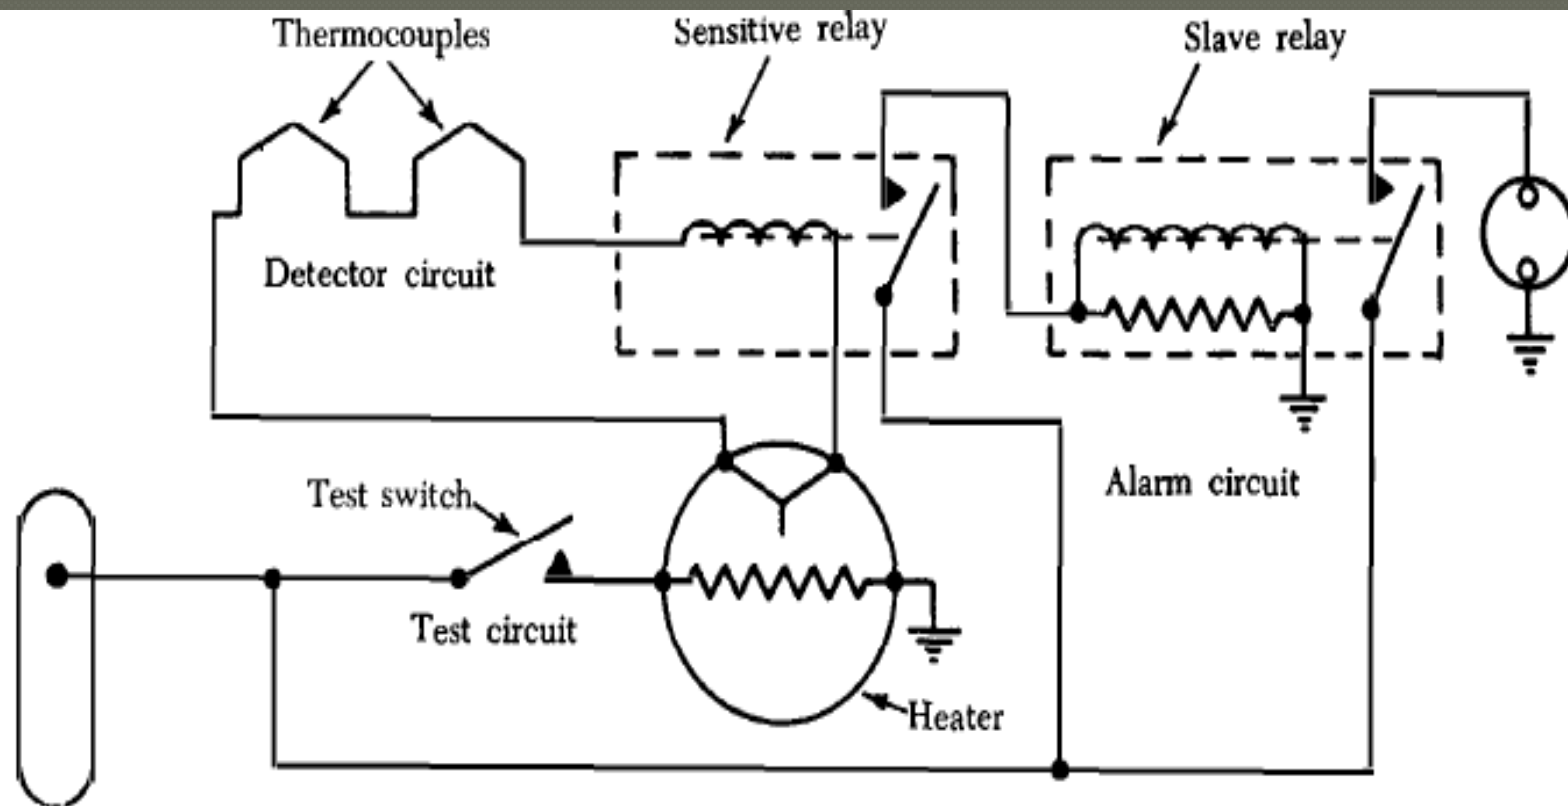 Thermocouples
Sensitive relay
Slave relay
Detector circuit
Test switch
Alarm circuit
Test circuit
Heater